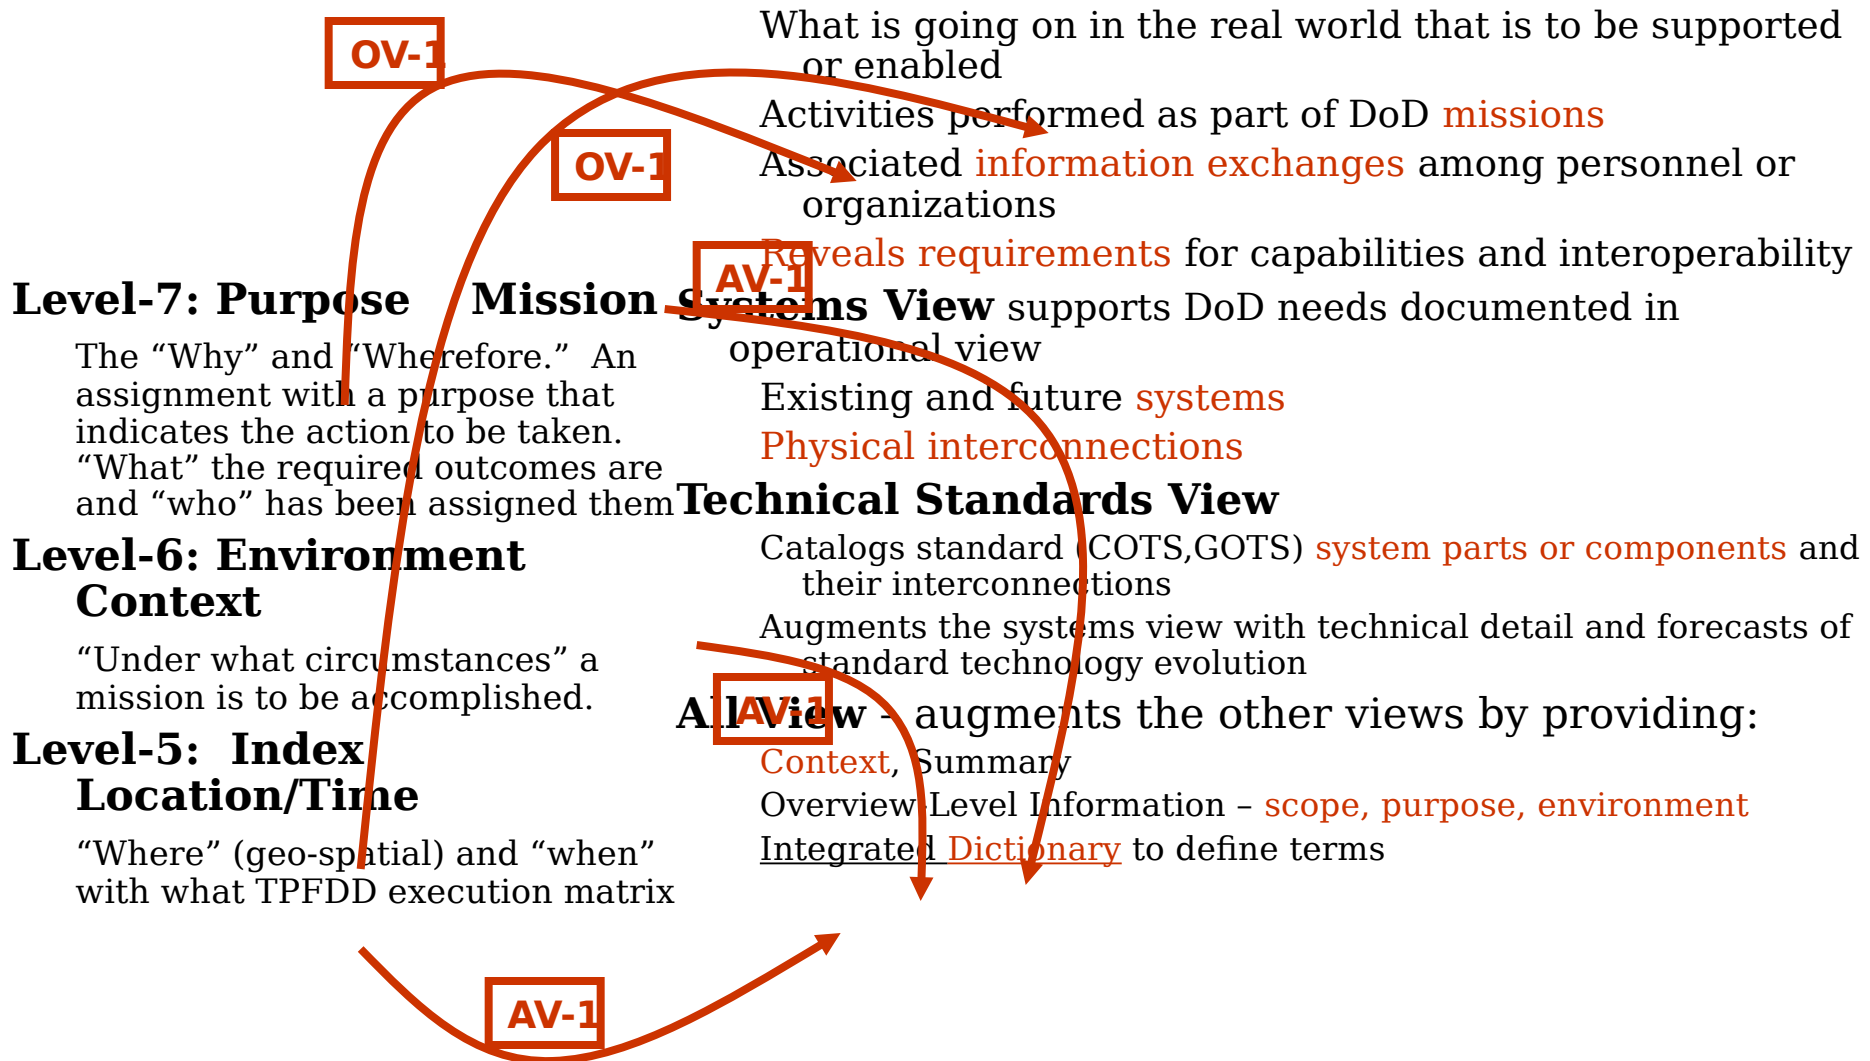 OV-1
OV-1
AV-1
Level-7: Purpose Mission
The “Why” and “Wherefore.” An
assignment with a purpose that
indicates the action to be taken.
“What” the required outcomes are
and “who” has been assigned them
Level-6: Environment
Context
“Under what circumstances” a
mission is to be accomplished.
Level-5: Index
Location/Time
“Where” (geo-spatial) and “when”
with what TPFDD execution matrix
AV-1
What is going on in the real world that is to be supported
or enabled
Activities performed as part of DoD missions
Associated information exchanges among personnel or
organizations
Reveals requirements for capabilities and interoperability
Systems View supports DoD needs documented in
operational view
Existing and future systems
Physical interconnections
Technical Standards View
Catalogs standard (COTS,GOTS) system parts or components and
their interconnections
Augments the systems view with technical detail and forecasts of
standard technology evolution
AV-1
All View – augments the other views by providing:
Context, Summary
Overview-Level Information – scope, purpose, environment
Integrated Dictionary to define terms